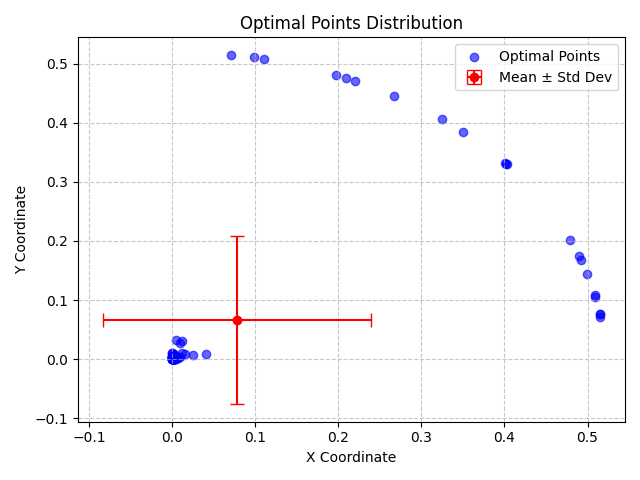 Optimal Points Distribution
Optimal Points
Mean ± Std Dev
Y Coordinate
0.5
0.4
0.3
0.2
0.1
0.0
−0.1
−0.1
0.0
0.1
0.2
0.3
0.4
0.5
X Coordinate